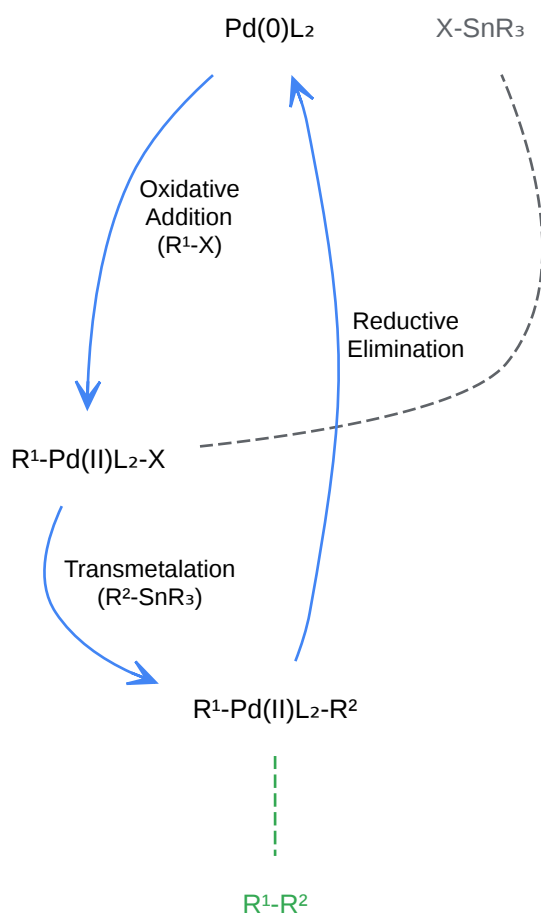 Pd(0)L₂
X-SnR₃
Oxidative
Addition
(R¹-X)
Reductive
Elimination
R¹-Pd(II)L₂-X
Transmetalation
(R²-SnR₃)
R¹-Pd(II)L₂-R²
R¹-R²